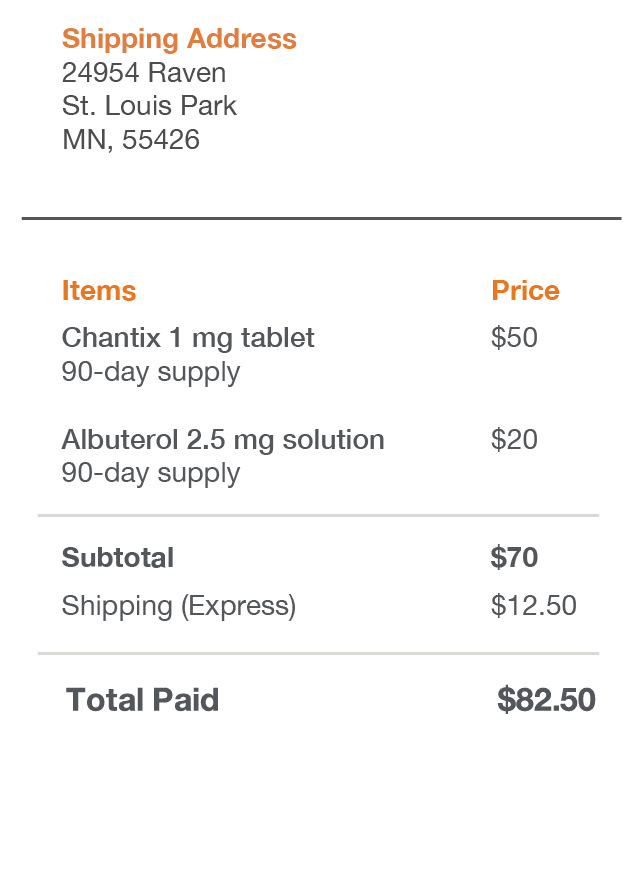 Shipping Address
24954 Raven
St. Louis Park
MN, 55426
Items Price
Chantix 1 mg tablet $50
90-day supply
Albuterol 2.5 mg solution $20
90-day supply
Subtotal $70
Shipping (Express) $12.50
Total Paid $82.50